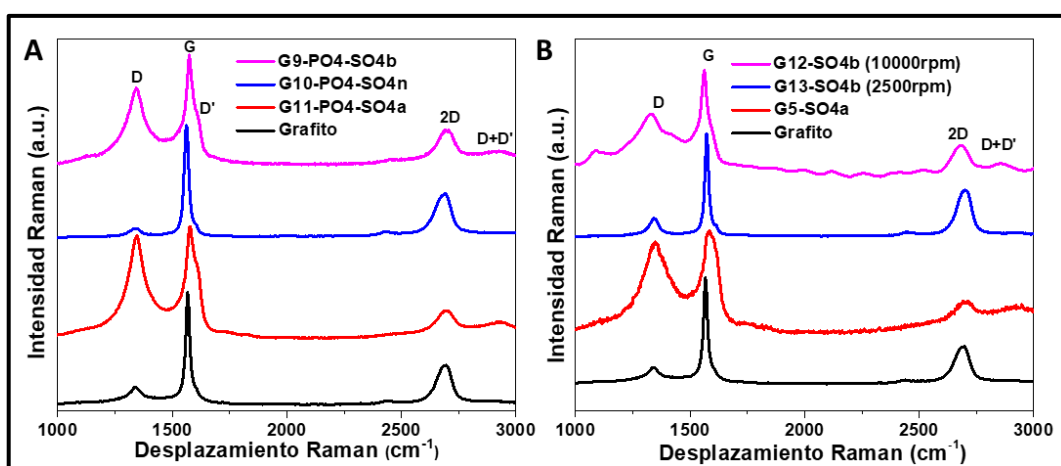 A
G
D
D'
2D
D+D'
G9-PO4-SO4b
G10-PO4-SO4n
G11-PO4-SO4a
Grafito
Intensidad Raman (a.u.)
1000 1500 2000 2500 3000
Desplazamiento Raman (cm⁻¹)
B
G
D
2D
D+D'
G12-SO4b (10000rpm)
G13-SO4b (2500rpm)
G5-SO4a
Grafito
Intensidad Raman (a.u.)
1000 1500 2000 2500 3000
Desplazamiento Raman (cm⁻¹)